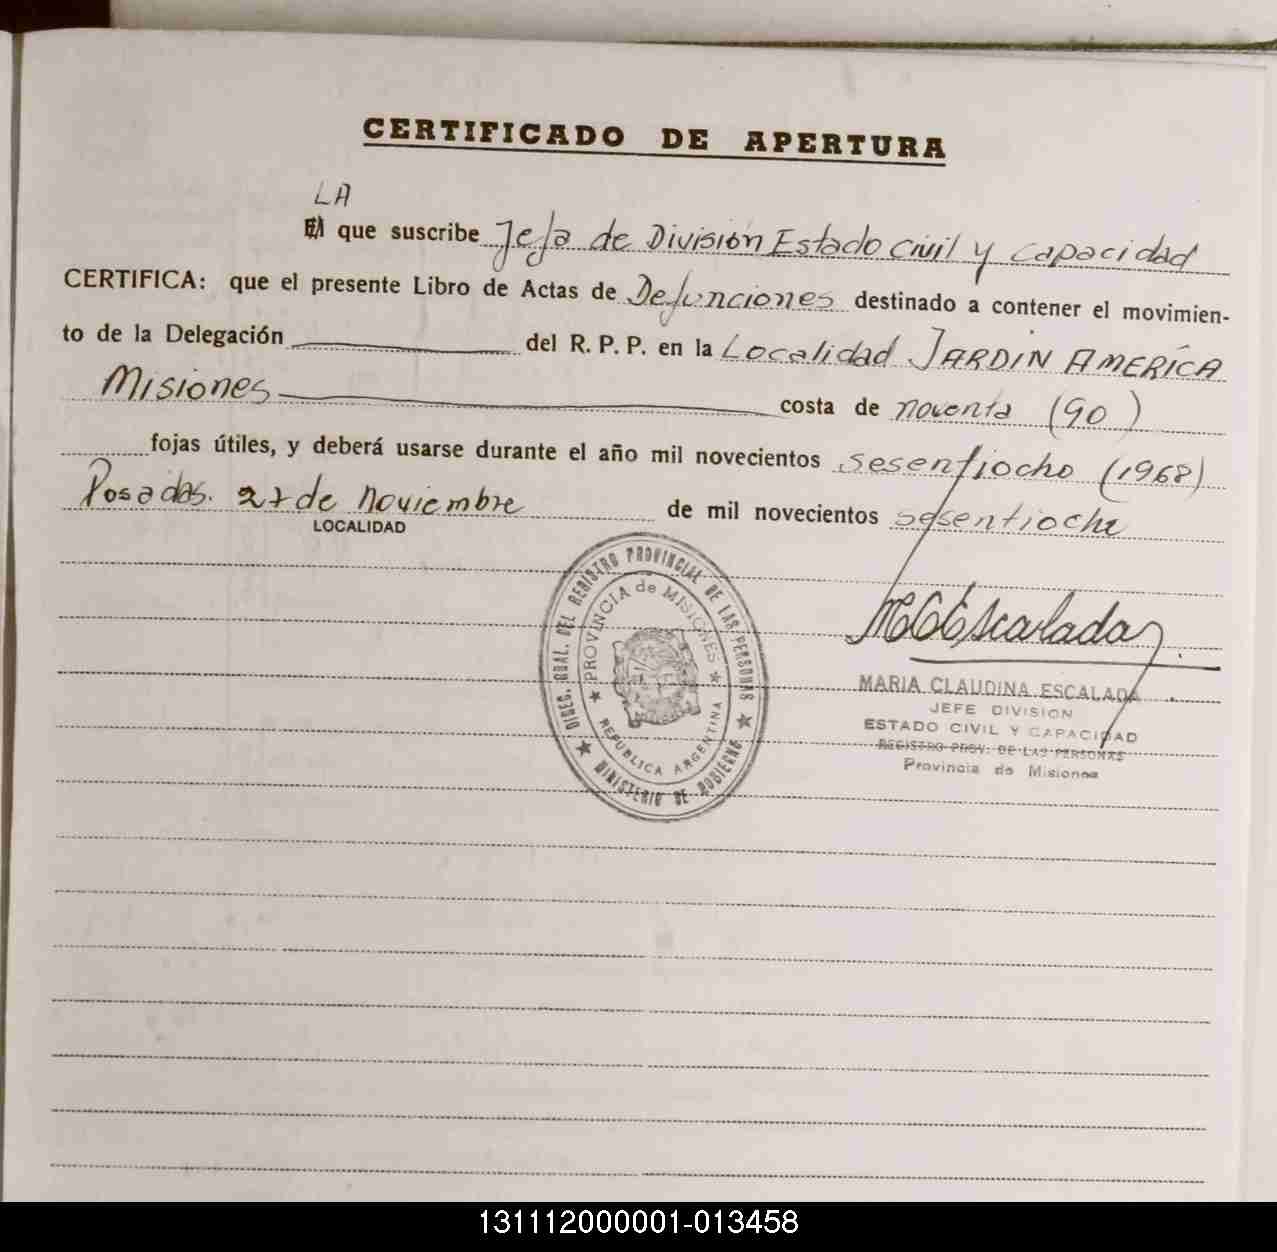 CERTIFICADO DE APERTURA
LA
El que suscribe Jefa de División Estado Civil y Capacidad
CERTIFICA: que el presente Libro de Actas de Defunciones destinado a contener el movimien-
to de la Delegación del R. P. P. en la Localidad JARDIN AMERÍCA
Misiones costa de noventa (90)
fojas útiles, y deberá usarse durante el año mil novecientos sesentiocho (1968)
Posadas. 27 de noviembre de mil novecientos sesentiocho
LOCALIDAD
DIREC. GRAL. DEL REGISTRO PROVINCIAL DE LAS PERSONAS
PROVINCIA de MISIONES
REPUBLICA ARGENTINA
MINISTERIO DE GOBIERNO
MCEscalada
MARIA CLAUDINA ESCALADA
JEFE DIVISION
ESTADO CIVIL Y CAPACIDAD
REGISTRO PROV. DE LAS PERSONAS
Provincia de Misiones
131112000001-013458